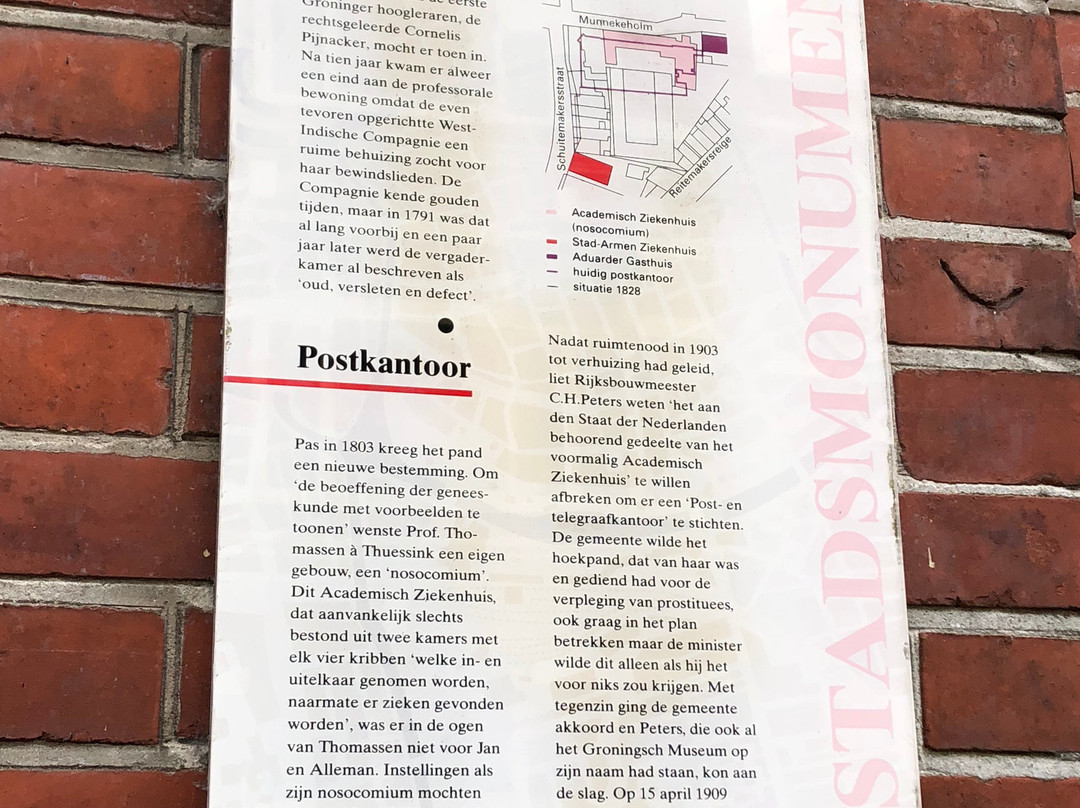 eerste
Groninger hoogleraren, de
rechtsgeleerde Cornelis
Pijnacker, mocht er toen in.
Na tien jaar kwam er alweer
een eind aan de professorale
bewoning omdat de even
tevoren opgerichtte West-
Indische Compagnie een
ruime behuizing zocht voor
haar bewindslieden. De
Compagnie kende gouden
tijden, maar in 1791 was dat
al lang voorbij en een paar
jaar later werd de vergader-
kamer al beschreven als
‘oud, versleten en defect’.
Postkantoor
Pas in 1803 kreeg het pand
een nieuwe bestemming. Om
‘de beoeffening der genees-
kunde met voorbeelden te
toonen’ wenste Prof. Tho-
massen à Thuessink een eigen
gebouw, een ‘nosocomium’.
Dit Academisch Ziekenhuis,
dat aanvankelijk slechts
bestond uit twee kamers met
elk vier kribben ‘welke in- en
uitelkaar genomen worden,
naarmate er zieken gevonden
worden’, was er in de ogen
van Thomassen niet voor Jan
en Alleman. Instellingen als
zijn nosocomium mochten
Munnekeholm
Schuitemakersstraat
Reitemakersreige
Academisch Ziekenhuis
(nosocomium)
Stad-Armen Ziekenhuis
Aduarder Gasthuis
huidig postkantoor
situatie 1828
Nadat ruimtenood in 1903
tot verhuizing had geleid,
liet Rijksbouwmeester
C.H.Peters weten ‘het aan
den Staat der Nederlanden
behoorend gedeelte van het
voormalig Academisch
Ziekenhuis’ te willen
afbreken om er een ‘Post- en
telegraafkantoor’ te stichten.
De gemeente wilde het
hoekpand, dat van haar was
en gediend had voor de
verpleging van prostituees,
ook graag in het plan
betrekken maar de minister
wilde dit alleen als hij het
voor niks zou krijgen. Met
tegenzin ging de gemeente
akkoord en Peters, die ook al
het Groningsch Museum op
zijn naam had staan, kon aan
de slag. Op 15 april 1909
STADSMONUMEN